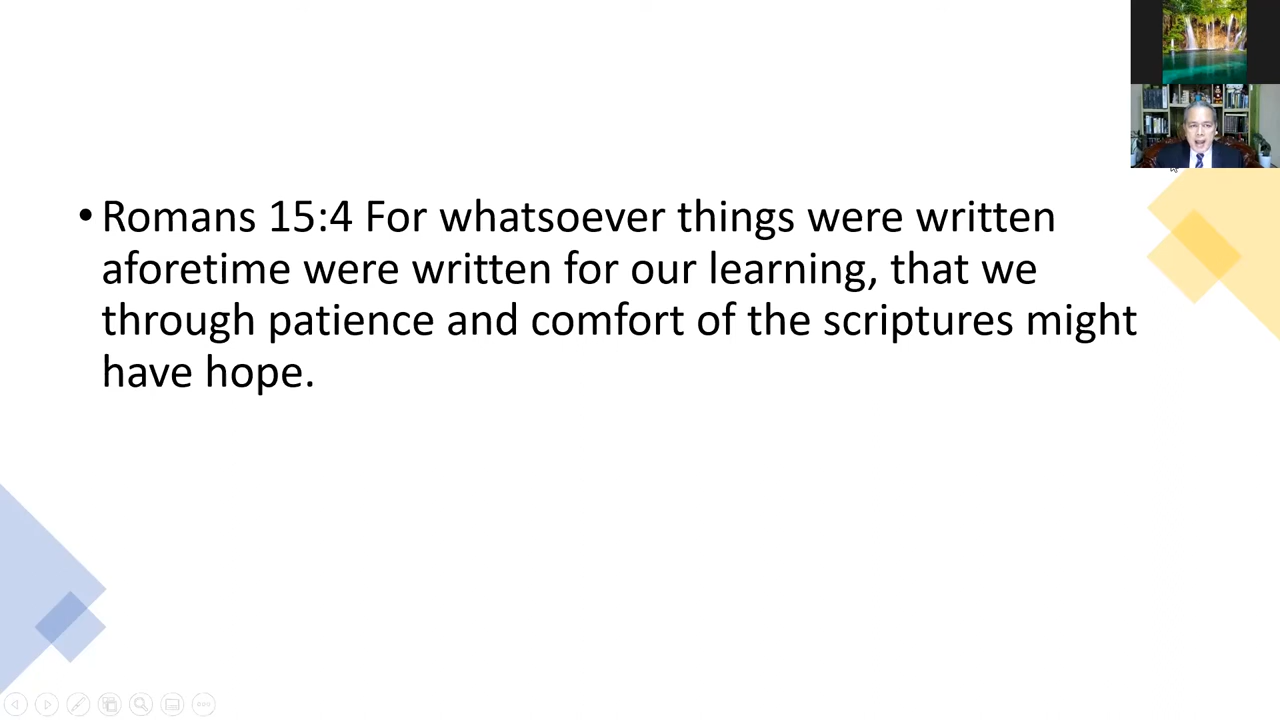 • Romans 15:4 For whatsoever things were written
aforetime were written for our learning, that we
through patience and comfort of the scriptures might
have hope.